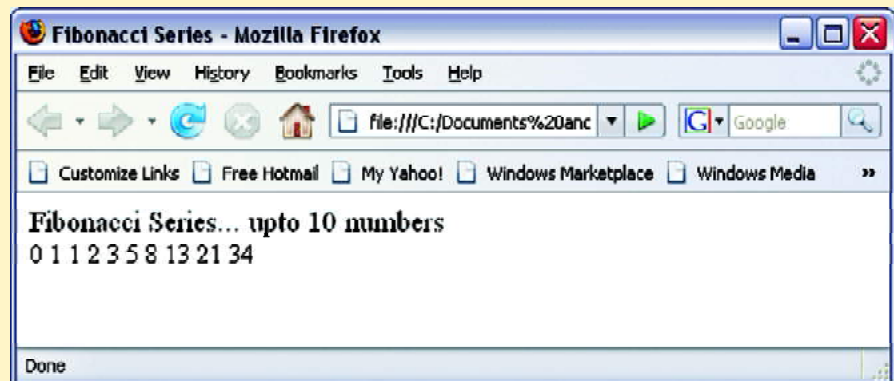 Fibonacci Series - Mozilla Firefox
File Edit View History Bookmarks Tools Help
file:///C:/Documents%20anc G Google
Customize Links Free Hotmail My Yahoo! Windows Marketplace Windows Media »
Fibonacci Series... upto 10 numbers
0 1 1 2 3 5 8 13 21 34
Done